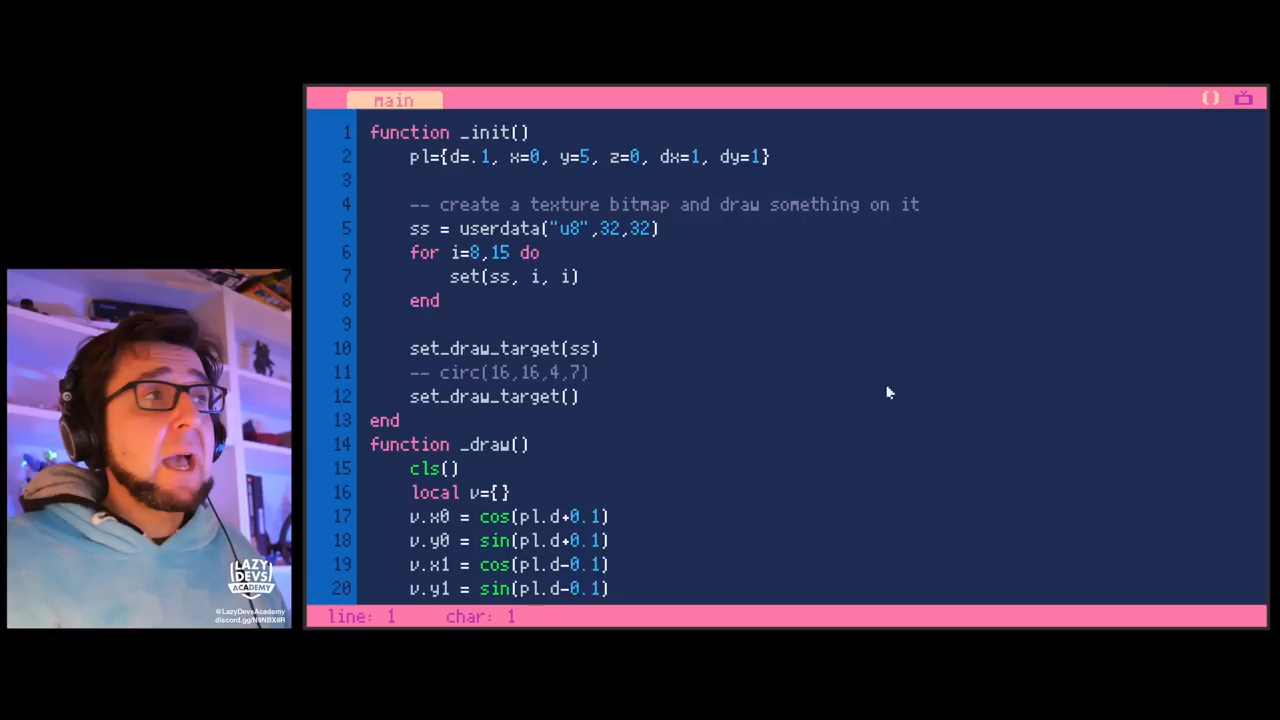 main
1 function _init()
2 pl={d=.1, x=0, y=5, z=0, dx=1, dy=1}
3
4 -- create a texture bitmap and draw something on it
5 ss = userdata("u8",32,32)
6 for i=8,15 do
7 set(ss, i, i)
8 end
9
10 set_draw_target(ss)
11 -- circ(16,16,4,7)
12 set_draw_target()
13 end
14 function _draw()
15 cls()
16 local v={}
17 v.x0 = cos(pl.d+0.1)
18 v.y0 = sin(pl.d+0.1)
19 v.x1 = cos(pl.d-0.1)
20 v.y1 = sin(pl.d-0.1)
line: 1 char: 1
LAZY
DEVS
ACADEMY
@LazyDevsAcademy